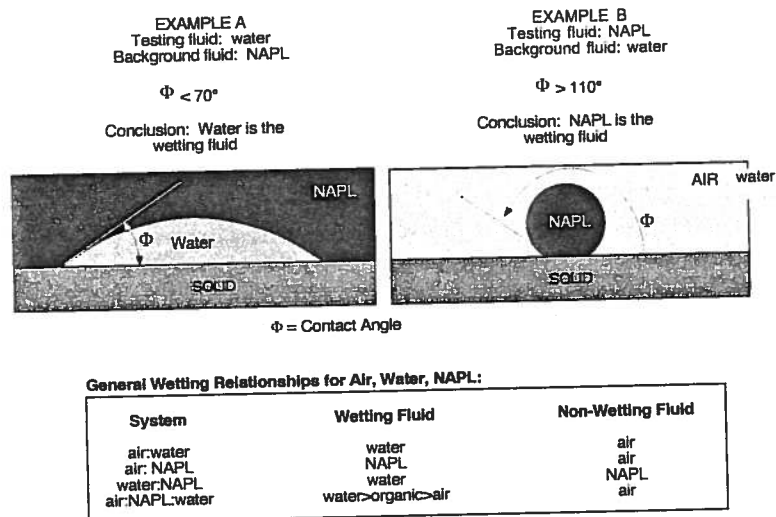 EXAMPLE A
Testing fluid: water
Background fluid: NAPL
Φ < 70°
Conclusion: Water is the
wetting fluid
EXAMPLE B
Testing fluid: NAPL
Background fluid: water
Φ > 110°
Conclusion: NAPL is the
wetting fluid
NAPL
Φ
Water
SOLID
AIR water
NAPL
Φ
SOLID
Φ = Contact Angle
General Wetting Relationships for Air, Water, NAPL:
System Wetting Fluid Non-Wetting Fluid
air:water water air
air: NAPL NAPL air
water:NAPL water NAPL
air:NAPL:water water>organic>air air